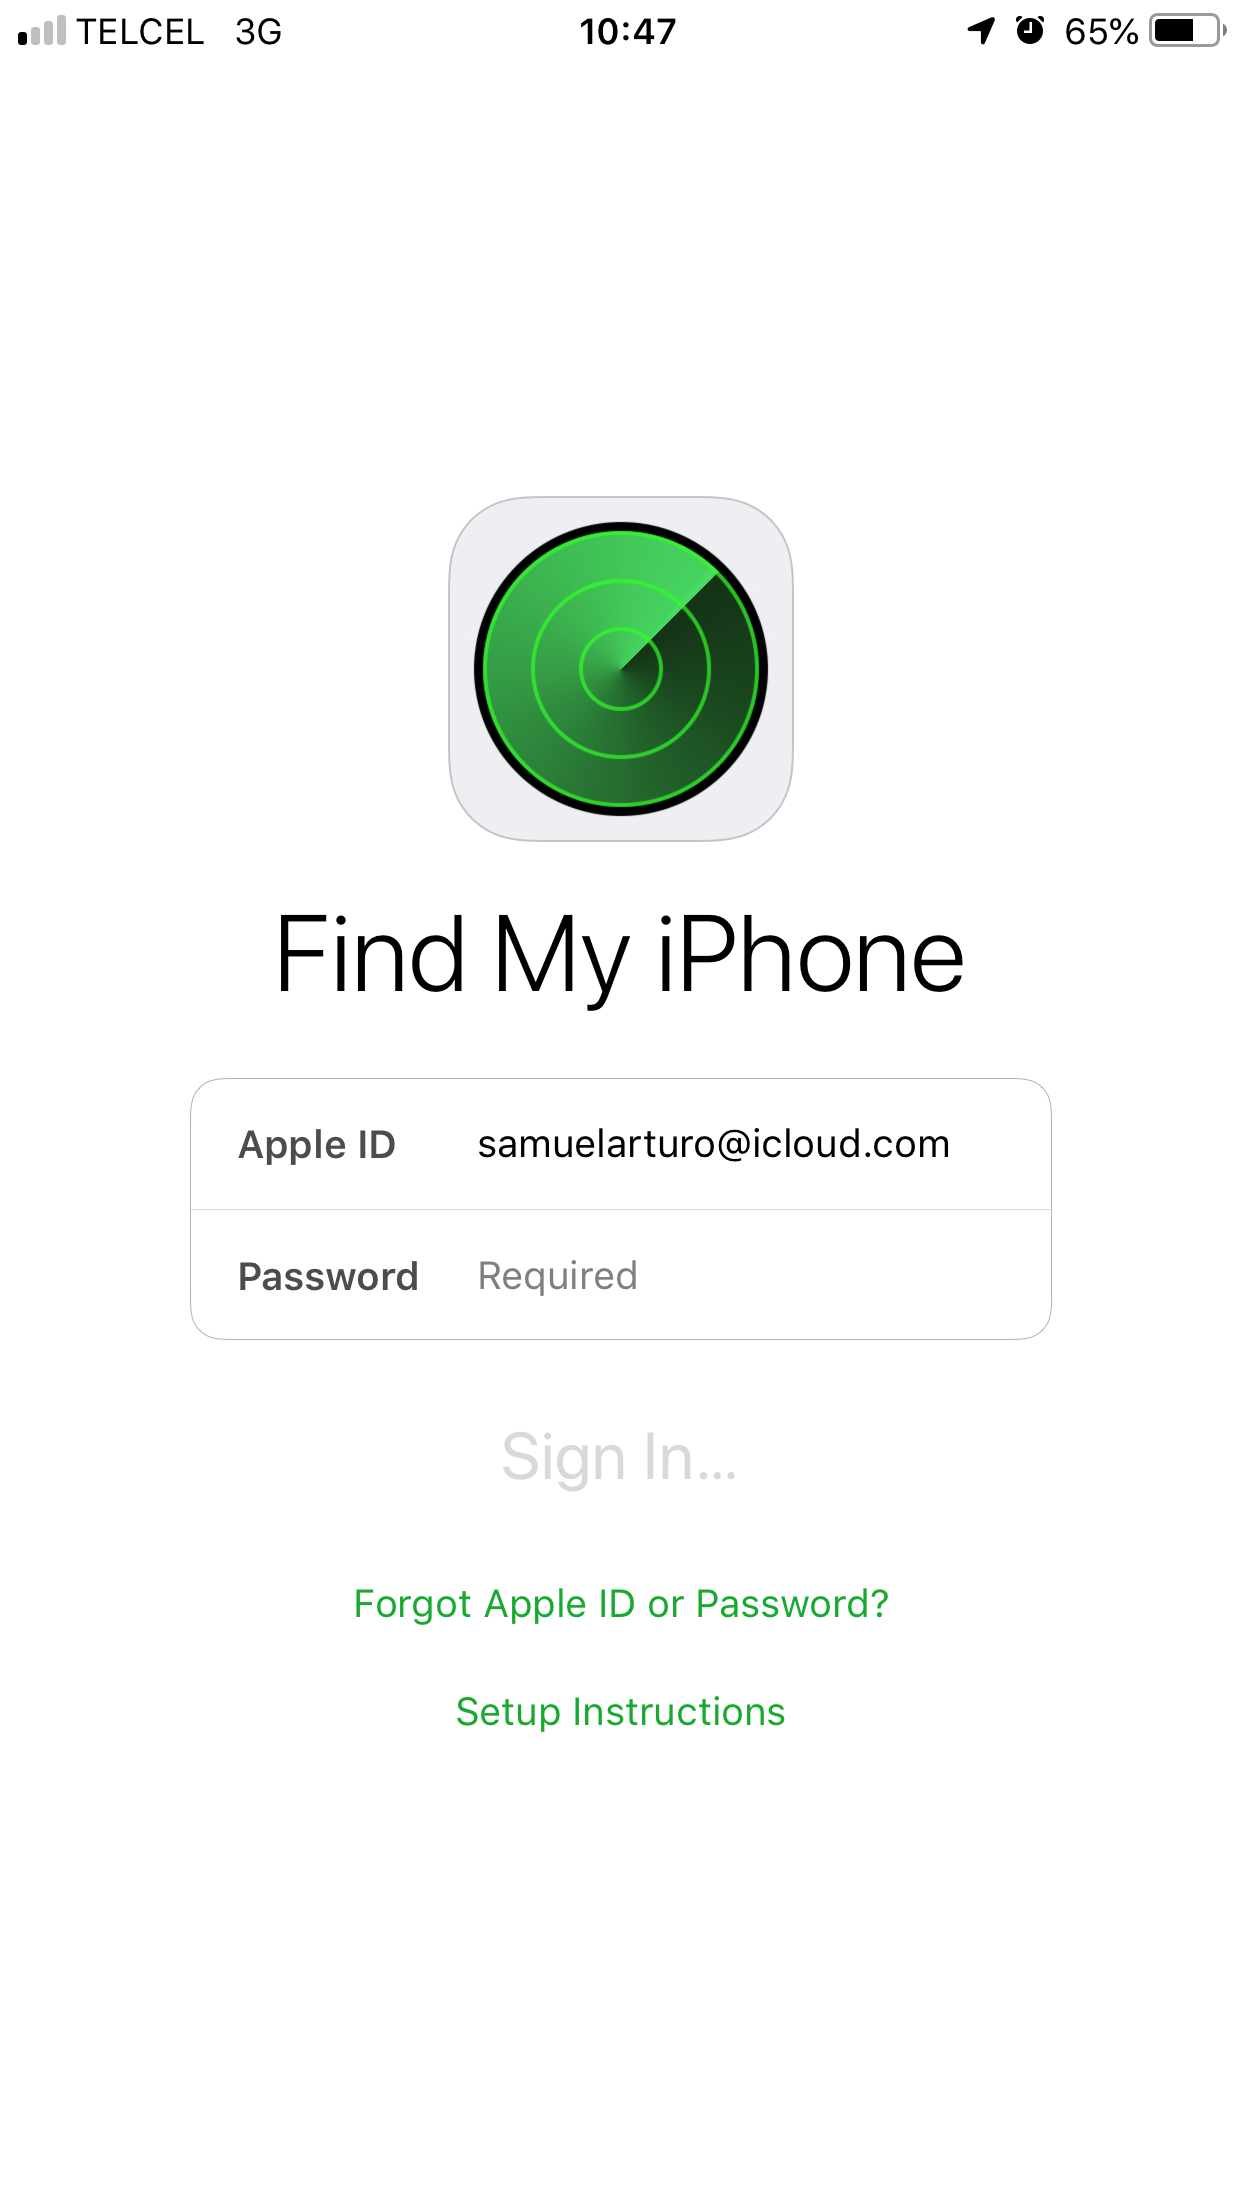 TELCEL 3G 10:47 65%
Find My iPhone
Apple ID samuelarturo@icloud.com
Password Required
Sign In...
Forgot Apple ID or Password?
Setup Instructions